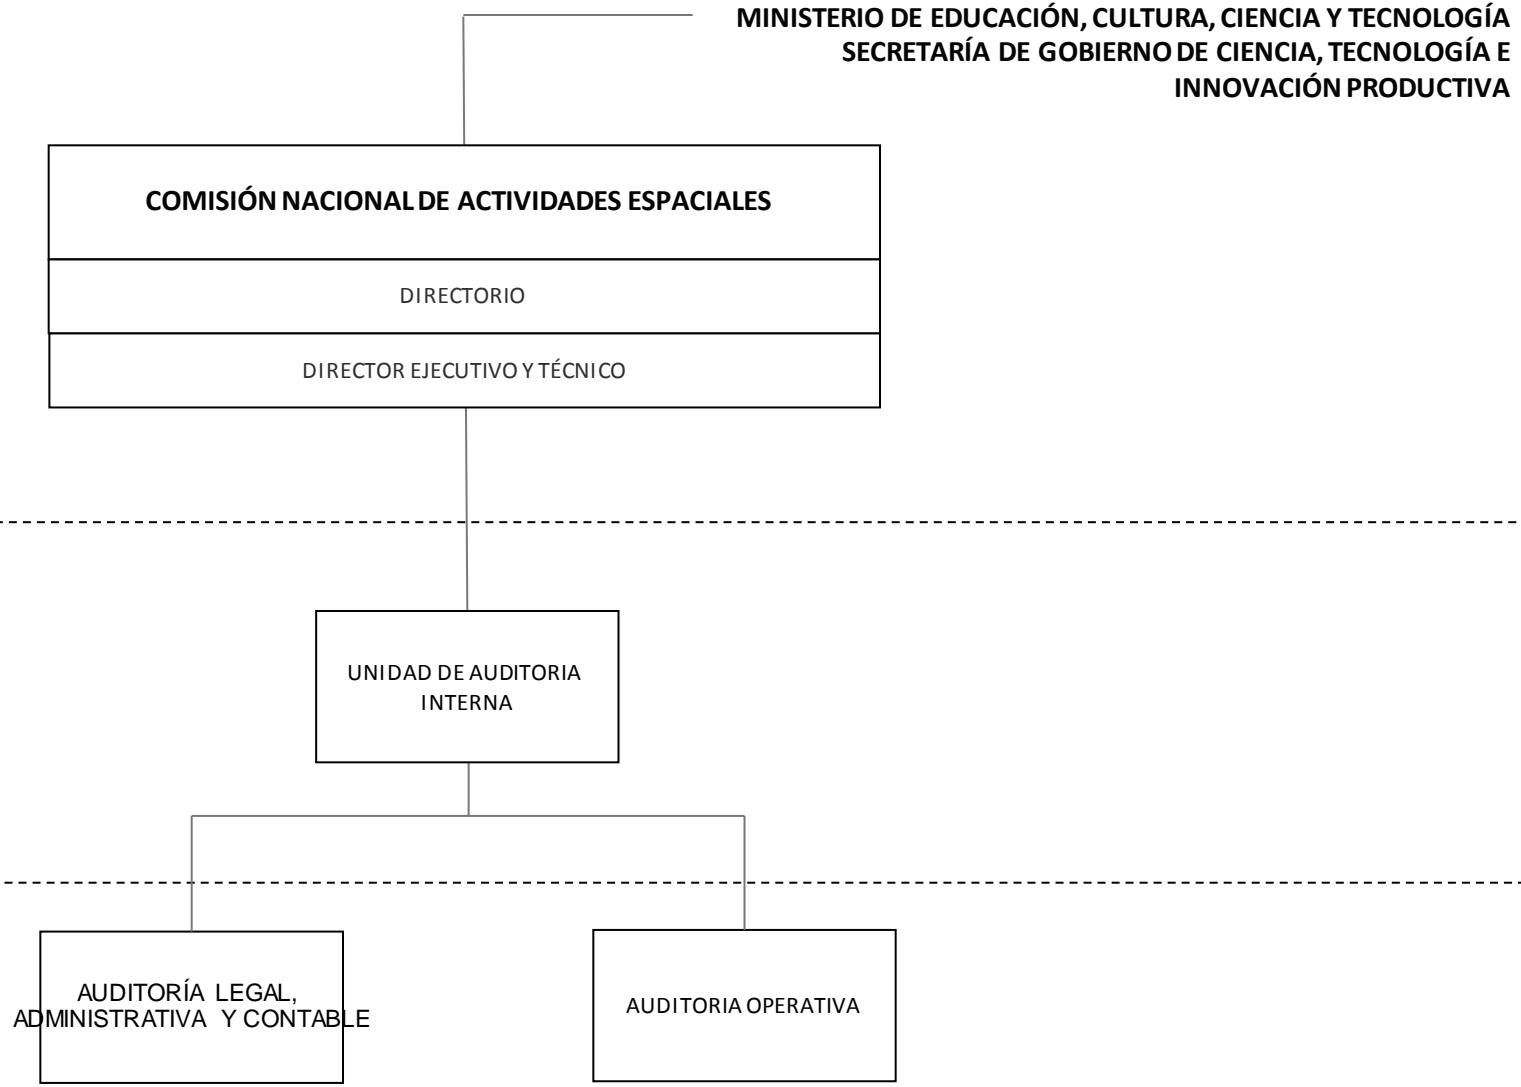 MINISTERIO DE EDUCACIÓN, CULTURA, CIENCIA Y TECNOLOGÍA
SECRETARÍA DE GOBIERNO DE CIENCIA, TECNOLOGÍA E
INNOVACIÓN PRODUCTIVA
COMISIÓN NACIONAL DE ACTIVIDADES ESPACIALES
DIRECTORIO
DIRECTOR EJECUTIVO Y TÉCNICO
UNIDAD DE AUDITORIA
INTERNA
AUDITORÍA LEGAL,
ADMINISTRATIVA Y CONTABLE
AUDITORIA OPERATIVA